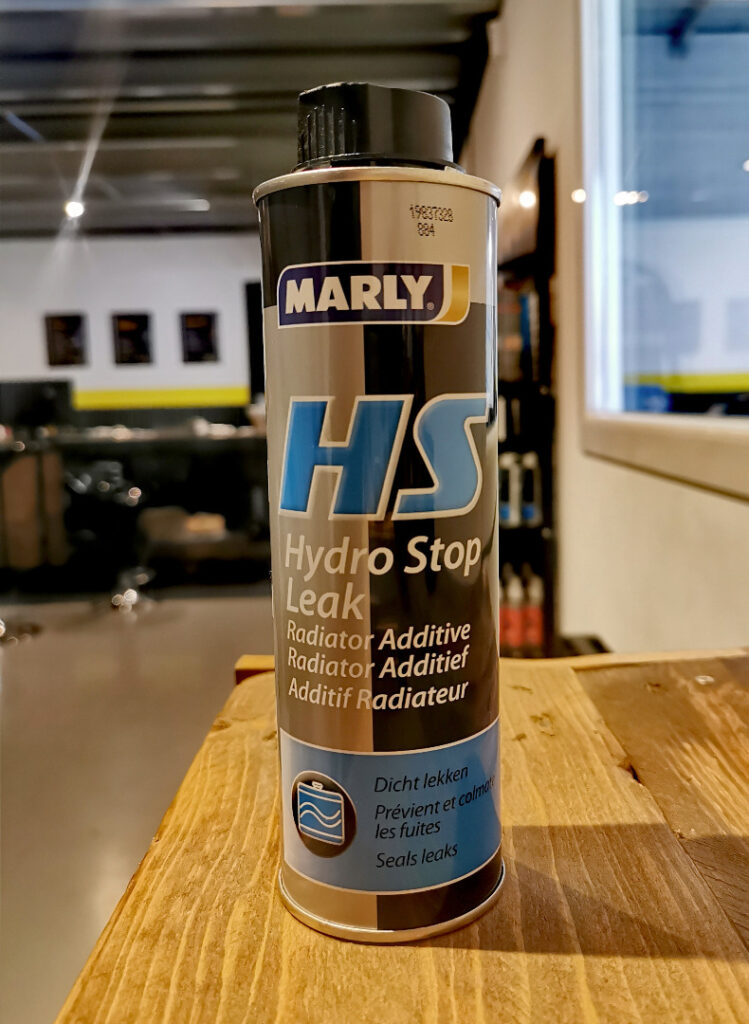 19837328
884
MARLY®
HS
Hydro Stop
Leak
Radiator Additive
Radiator Additief
Additif Radiateur
Dicht lekken
Prévient et colmate
les fuites
Seals leaks